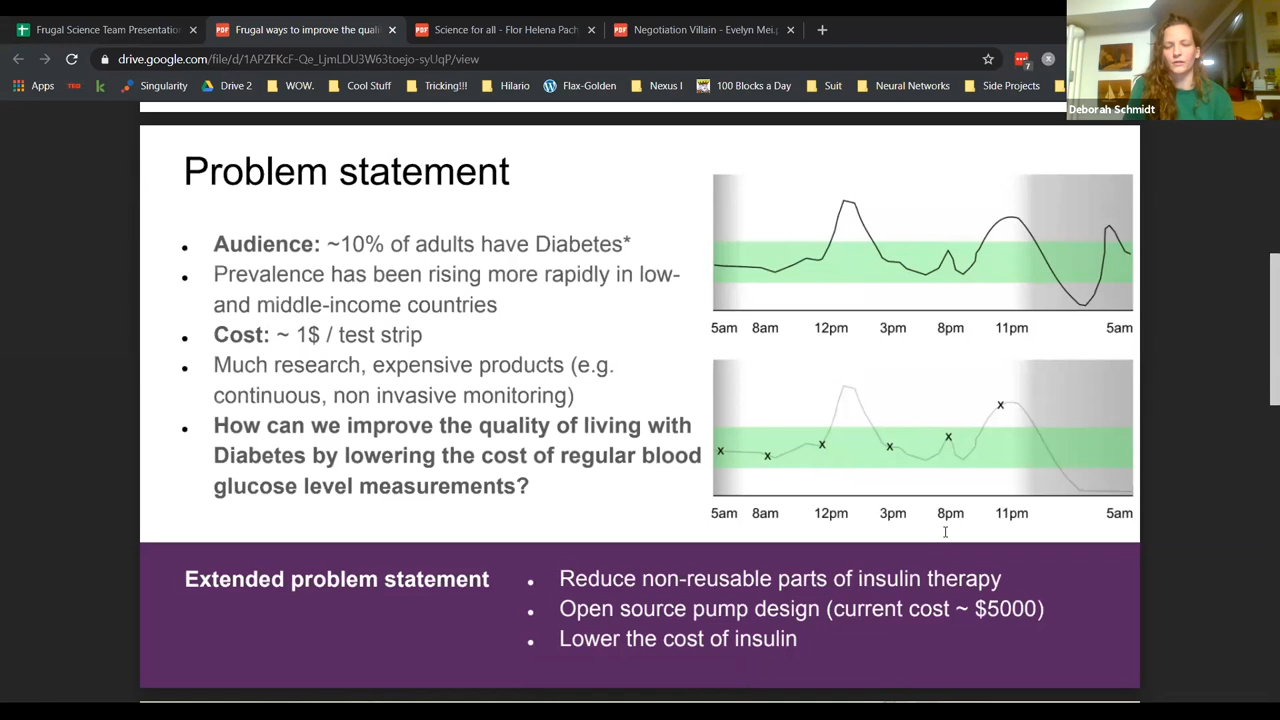 Frugal Science Team Presentation
Frugal ways to improve the quali
Science for all - Flor Helena Pach
Negotiation Villain - Evelyn Mei.p
drive.google.com/file/d/1APZFKcF-Qe_LjmLDU3W63toejo-syUqP/view
7
Apps
TED
k
Singularity
Drive 2
WOW.
Cool Stuff
Tricking!!!
Hilario
Flax-Golden
Nexus I
100 Blocks a Day
Suit
Neural Networks
Side Projects
Deborah Schmidt
Problem statement
• Audience: ~10% of adults have Diabetes*
• Prevalence has been rising more rapidly in low-
and middle-income countries
• Cost: ~ 1$ / test strip
• Much research, expensive products (e.g.
continuous, non invasive monitoring)
• How can we improve the quality of living with
Diabetes by lowering the cost of regular blood
glucose level measurements?
5am 8am 12pm 3pm 8pm 11pm 5am
x x x x x x
5am 8am 12pm 3pm 8pm 11pm 5am
Extended problem statement
• Reduce non-reusable parts of insulin therapy
• Open source pump design (current cost ~ $5000)
• Lower the cost of insulin